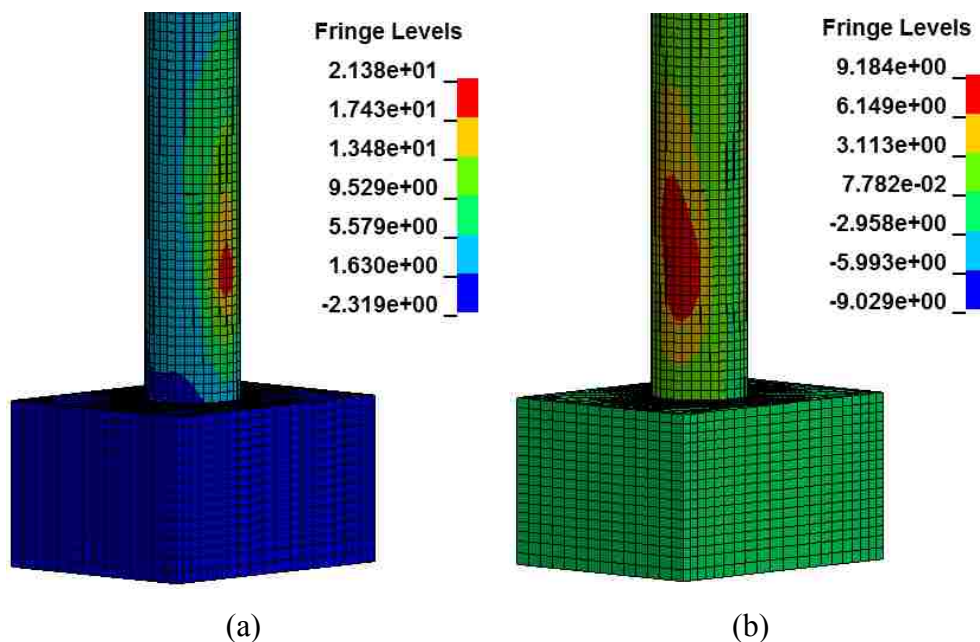 Fringe Levels
2.138e+01
1.743e+01
1.348e+01
9.529e+00
5.579e+00
1.630e+00
-2.319e+00
Fringe Levels
9.184e+00
6.149e+00
3.113e+00
7.782e-02
-2.958e+00
-5.993e+00
-9.029e+00
(a)
(b)